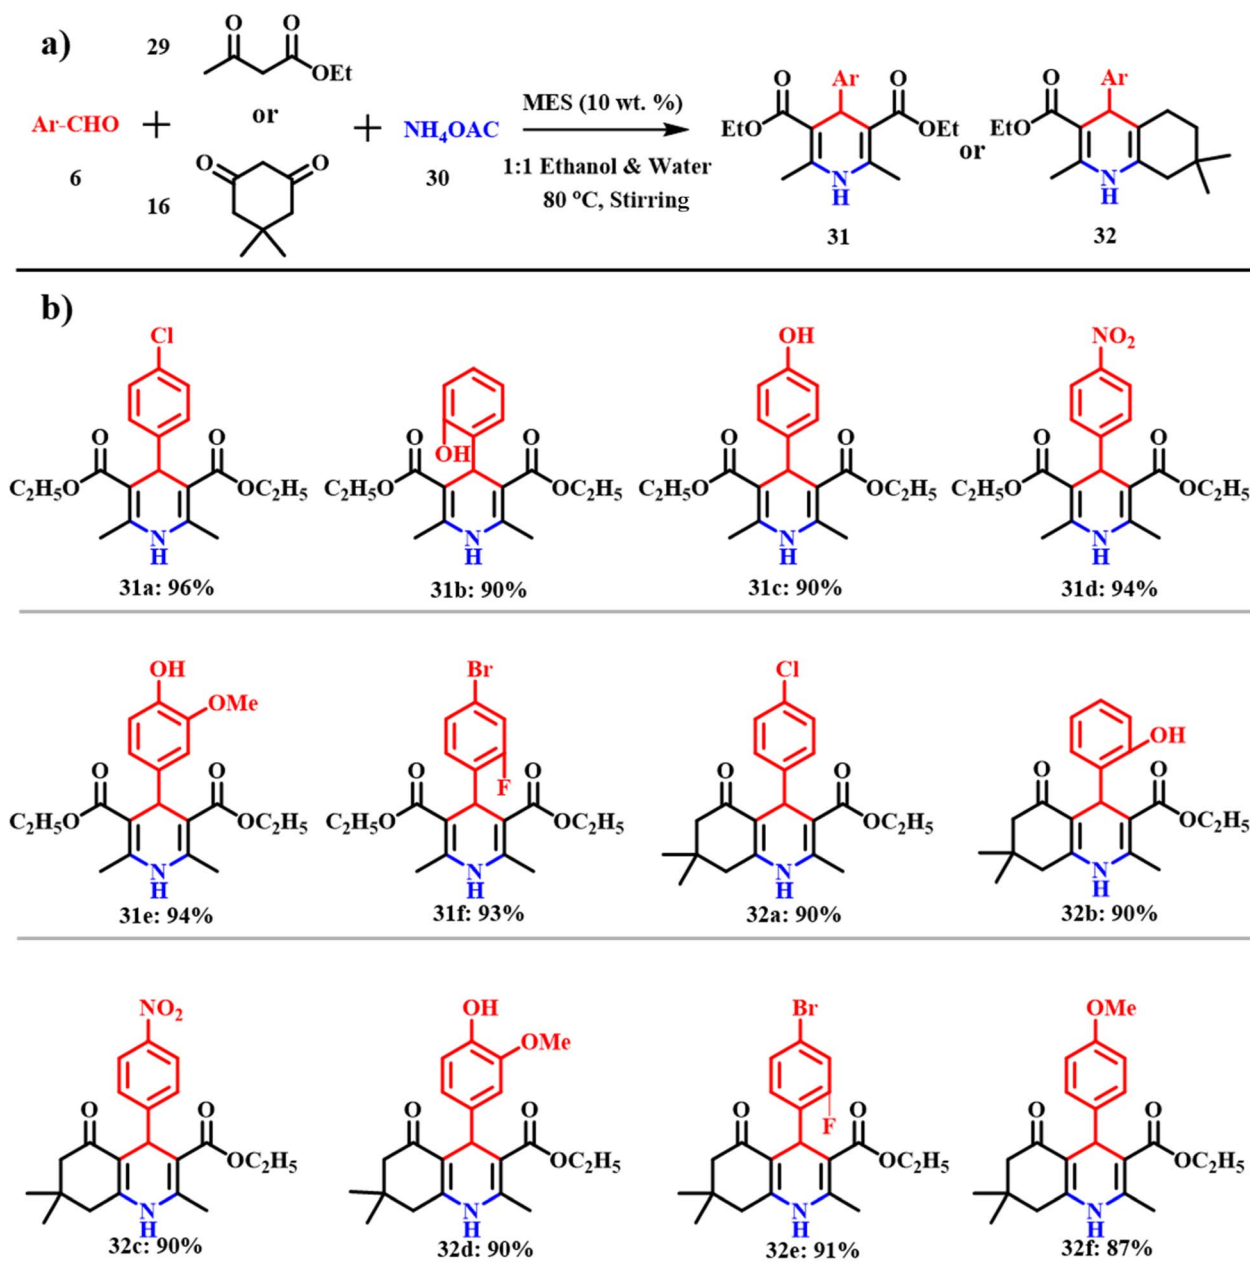 a)
29
O O
OEt
Ar-CHO + or + NH4OAC
6
16
O O
30
MES (10 wt. %)
1:1 Ethanol & Water
80 °C, Stirring
O Ar O
EtO OEt
N
H
31
or
O Ar
EtO
N
H
32
b)
Cl
O O
C2H5O OC2H5
N
H
31a: 96%
OH
O O
C2H5O OC2H5
N
H
31b: 90%
OH
O O
C2H5O OC2H5
N
H
31c: 90%
NO2
O O
C2H5O OC2H5
N
H
31d: 94%
OH
OMe
O O
C2H5O OC2H5
N
H
31e: 94%
Br
F
O O
C2H5O OC2H5
N
H
31f: 93%
Cl
O O
OC2H5
N
H
32a: 90%
OH
O O
OC2H5
N
H
32b: 90%
NO2
O O
OC2H5
N
H
32c: 90%
OH
OMe
O O
OC2H5
N
H
32d: 90%
Br
F
O O
OC2H5
N
H
32e: 91%
OMe
O O
OC2H5
N
H
32f: 87%